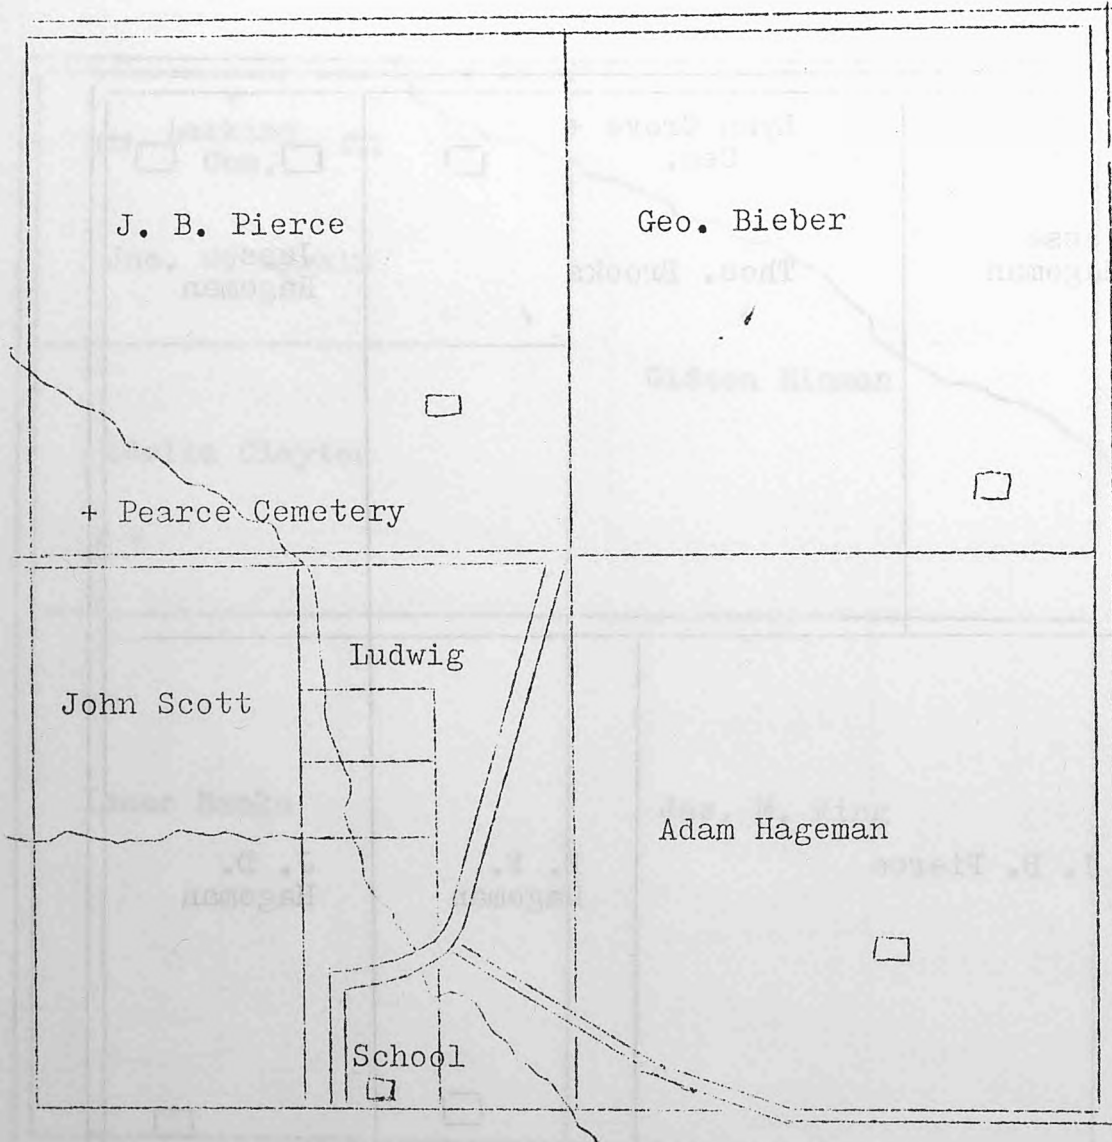 J. B. Pierce
Geo. Bieber
+ Pearce Cemetery
Ludwig
John Scott
Adam Hageman
School